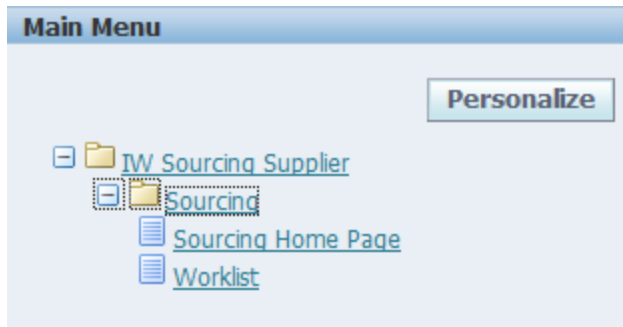 Main Menu
Personalize
IW Sourcing Supplier
Sourcing
Sourcing Home Page
Worklist